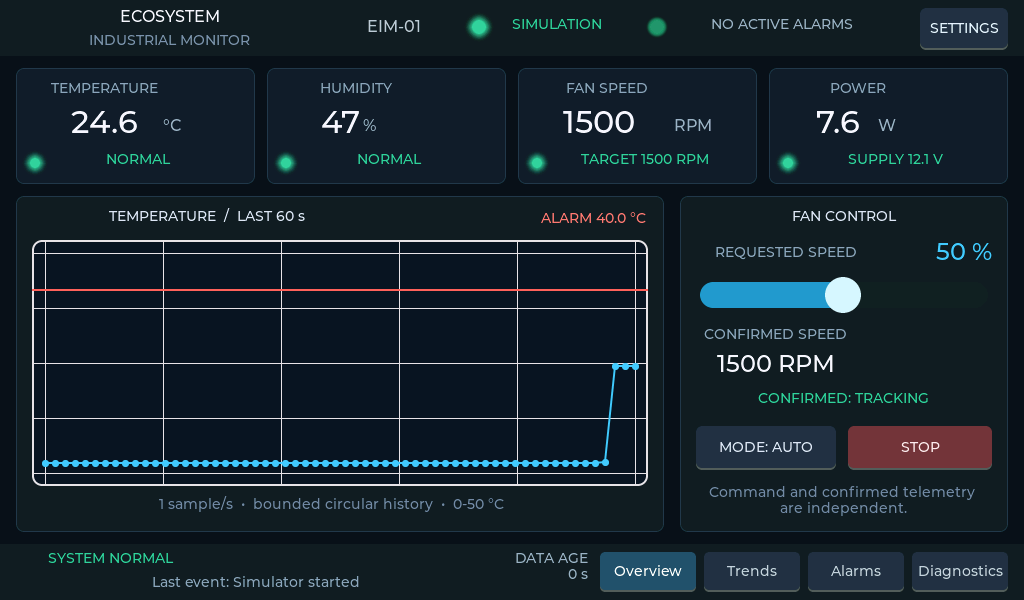 ECOSYSTEM
INDUSTRIAL MONITOR
EIM-01
SIMULATION
NO ACTIVE ALARMS
SETTINGS
TEMPERATURE
24.6 °C
NORMAL
HUMIDITY
47 %
NORMAL
FAN SPEED
1500 RPM
TARGET 1500 RPM
POWER
7.6 W
SUPPLY 12.1 V
TEMPERATURE / LAST 60 s
ALARM 40.0 °C
1 sample/s • bounded circular history • 0-50 °C
FAN CONTROL
REQUESTED SPEED
50 %
CONFIRMED SPEED
1500 RPM
CONFIRMED: TRACKING
MODE: AUTO
STOP
Command and confirmed telemetry
are independent.
SYSTEM NORMAL
Last event: Simulator started
DATA AGE
0 s
Overview
Trends
Alarms
Diagnostics